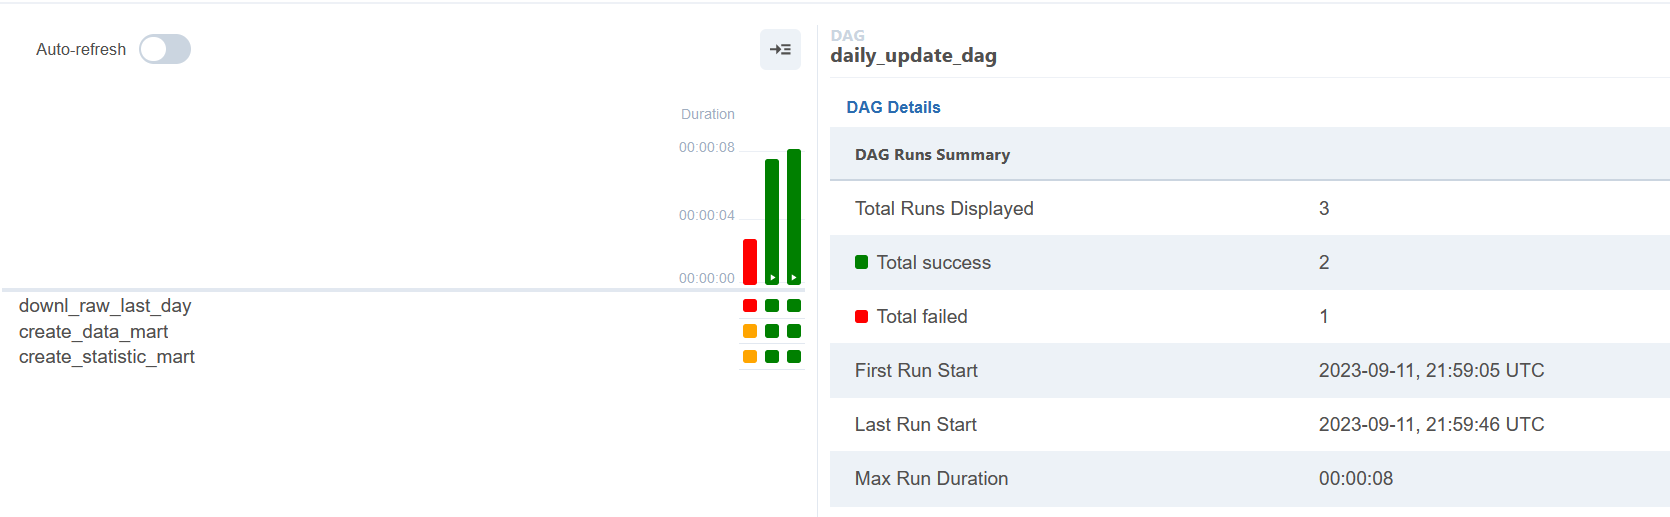 Auto-refresh
Duration
00:00:08
00:00:04
00:00:00
downl_raw_last_day
create_data_mart
create_statistic_mart
DAG
daily_update_dag
DAG Details
DAG Runs Summary
Total Runs Displayed 3
Total success 2
Total failed 1
First Run Start 2023-09-11, 21:59:05 UTC
Last Run Start 2023-09-11, 21:59:46 UTC
Max Run Duration 00:00:08